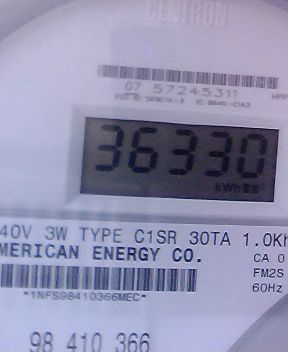 CENTRON
07 57245311
36330
kWh
40V 3W TYPE C1SR 30TA 1.0Kh
MERICAN ENERGY CO.
CA 0
FM2S
60Hz
*1NFS98410366MEC*
98 410 366